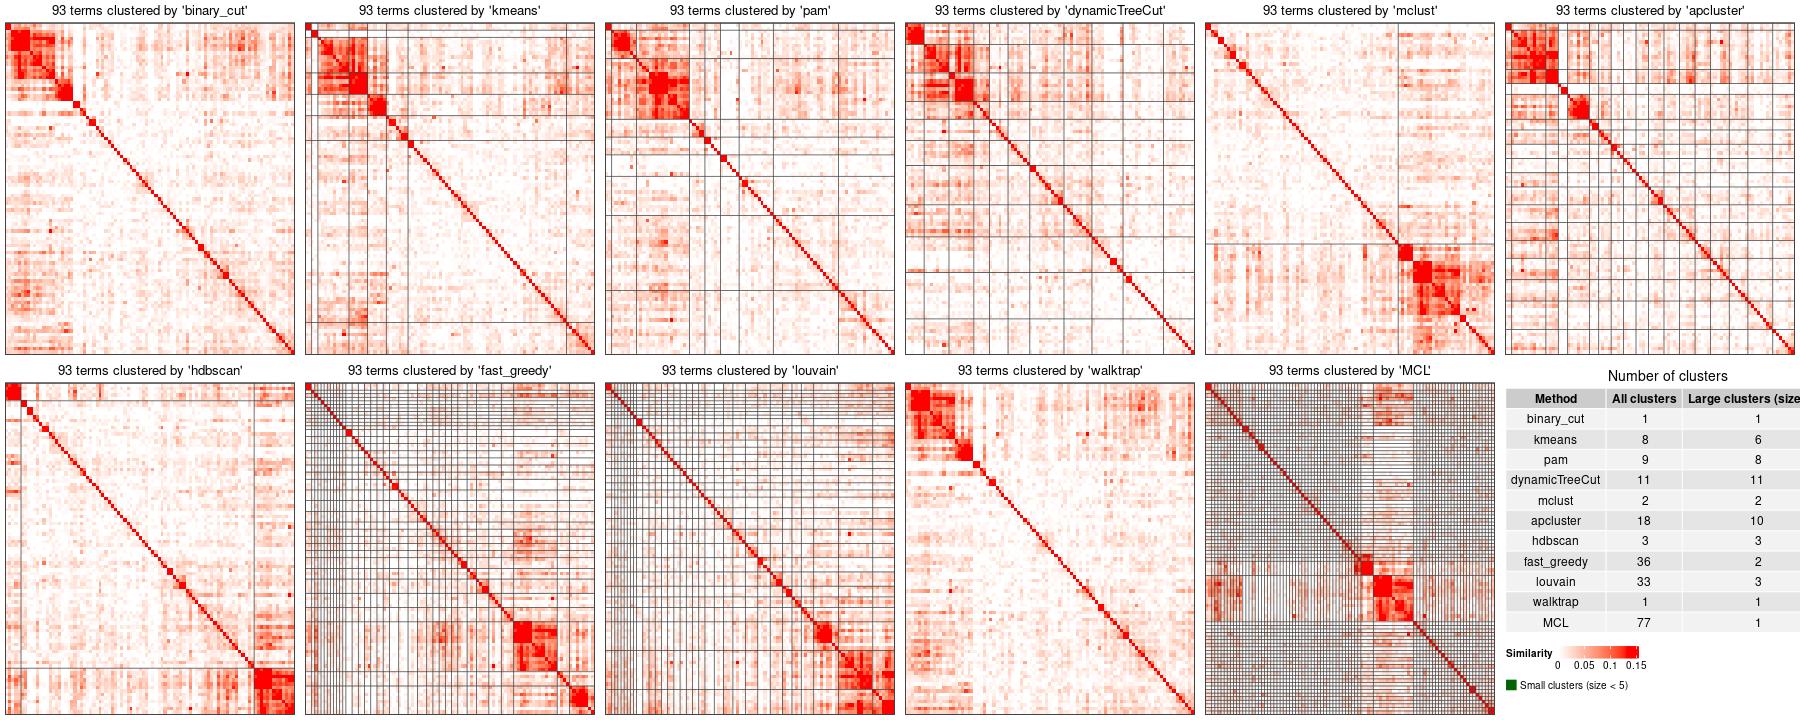 93 terms clustered by 'binary_cut'
93 terms clustered by 'kmeans'
93 terms clustered by 'pam'
93 terms clustered by 'dynamicTreeCut'
93 terms clustered by 'mclust'
93 terms clustered by 'apcluster'
93 terms clustered by 'hdbscan'
93 terms clustered by 'fast_greedy'
93 terms clustered by 'louvain'
93 terms clustered by 'walktrap'
93 terms clustered by 'MCL'
Number of clusters
Method All clusters Large clusters (size
binary_cut 1 1
kmeans 8 6
pam 9 8
dynamicTreeCut 11 11
mclust 2 2
apcluster 18 10
hdbscan 3 3
fast_greedy 36 2
louvain 33 3
walktrap 1 1
MCL 77 1
Similarity
0 0.05 0.1 0.15
Small clusters (size < 5)